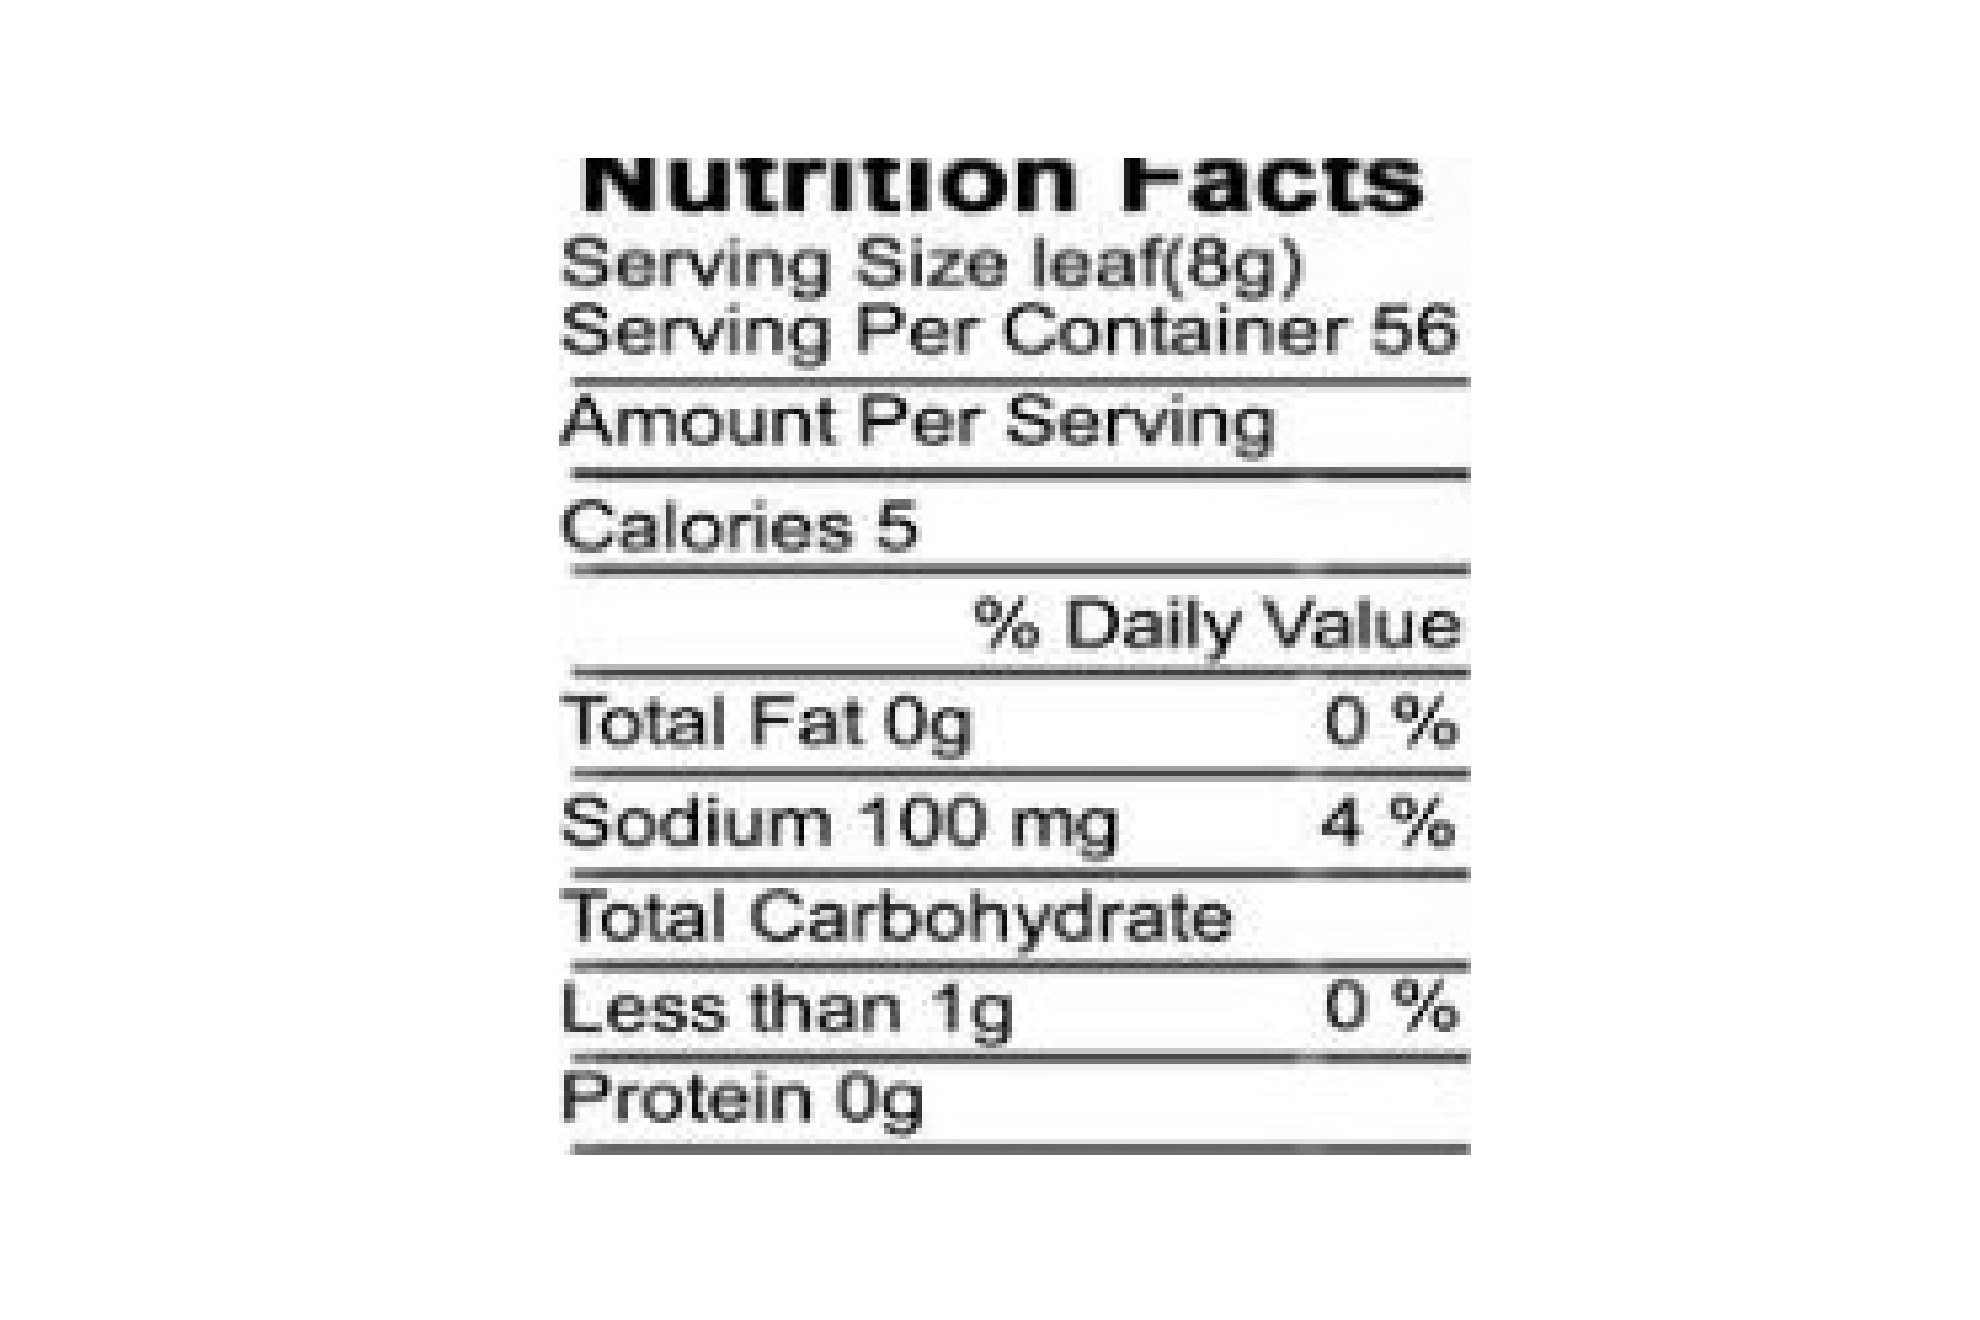 Nutrition Facts
Serving Size leaf(8g)
Serving Per Container 56
Amount Per Serving
Calories 5
% Daily Value
Total Fat 0g 0 %
Sodium 100 mg 4 %
Total Carbohydrate
Less than 1g 0 %
Protein 0g